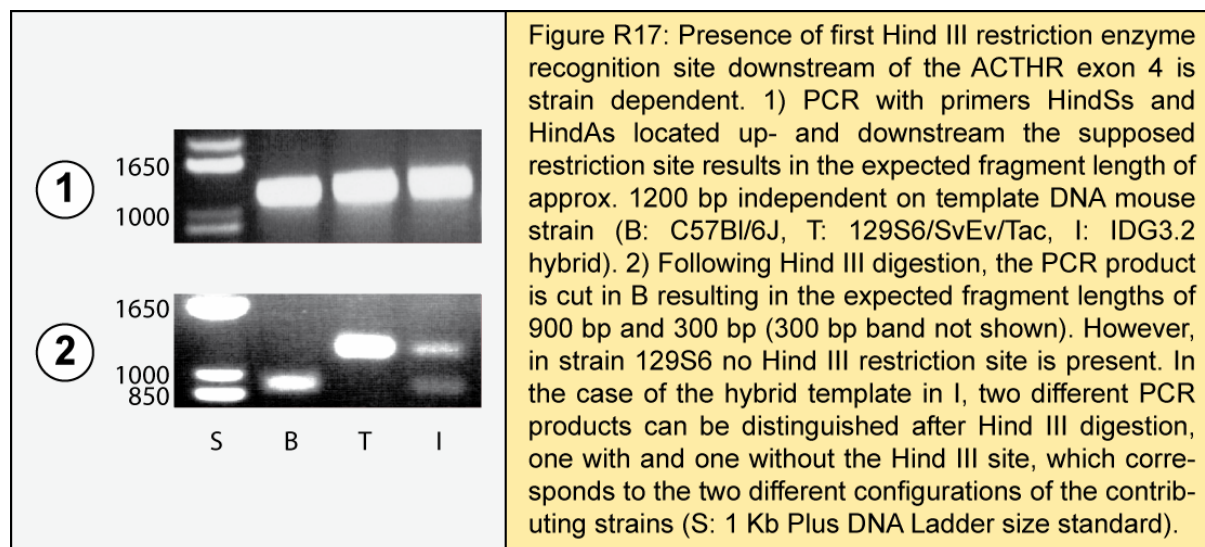 1
1650
1000
2
1650
1000
850
S B T I
Figure R17: Presence of first Hind III restriction enzyme
recognition site downstream of the ACTHR exon 4 is
strain dependent. 1) PCR with primers HindSs and
HindAs located up- and downstream the supposed
restriction site results in the expected fragment length of
approx. 1200 bp independent on template DNA mouse
strain (B: C57Bl/6J, T: 129S6/SvEv/Tac, I: IDG3.2
hybrid). 2) Following Hind III digestion, the PCR product
is cut in B resulting in the expected fragment lengths of
900 bp and 300 bp (300 bp band not shown). However,
in strain 129S6 no Hind III restriction site is present. In
the case of the hybrid template in I, two different PCR
products can be distinguished after Hind III digestion,
one with and one without the Hind III site, which corre-
sponds to the two different configurations of the contrib-
uting strains (S: 1 Kb Plus DNA Ladder size standard).